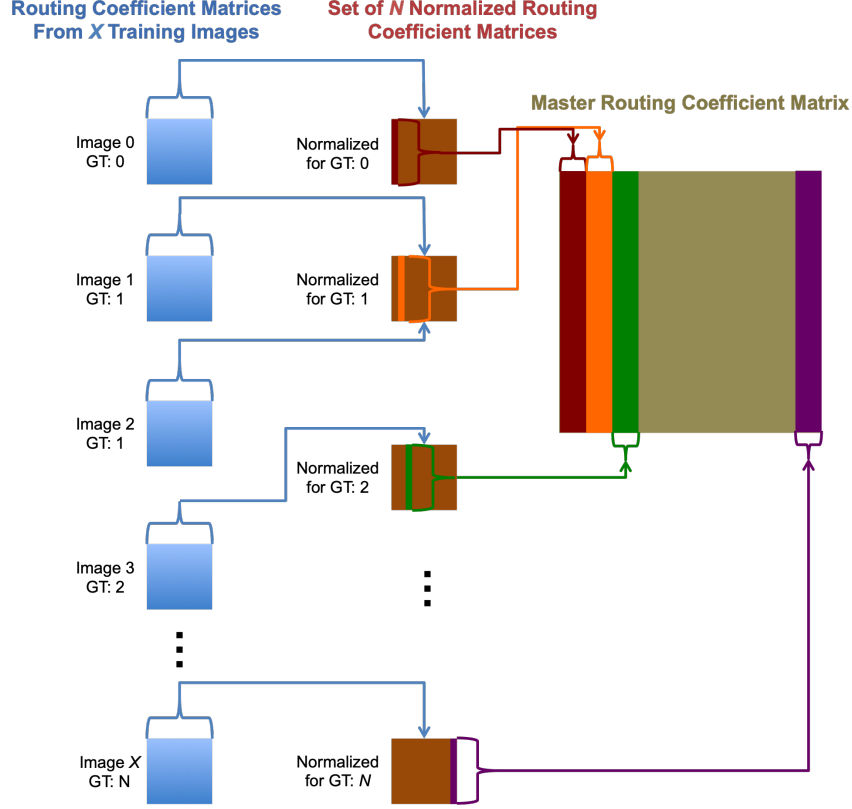 Routing Coefficient Matrices
From X Training Images
Set of N Normalized Routing
Coefficient Matrices
Master Routing Coefficient Matrix
Image 0
GT: 0
Normalized
for GT: 0
Image 1
GT: 1
Normalized
for GT: 1
Image 2
GT: 1
Normalized
for GT: 2
Image 3
GT: 2
Image X
GT: N
Normalized
for GT: N